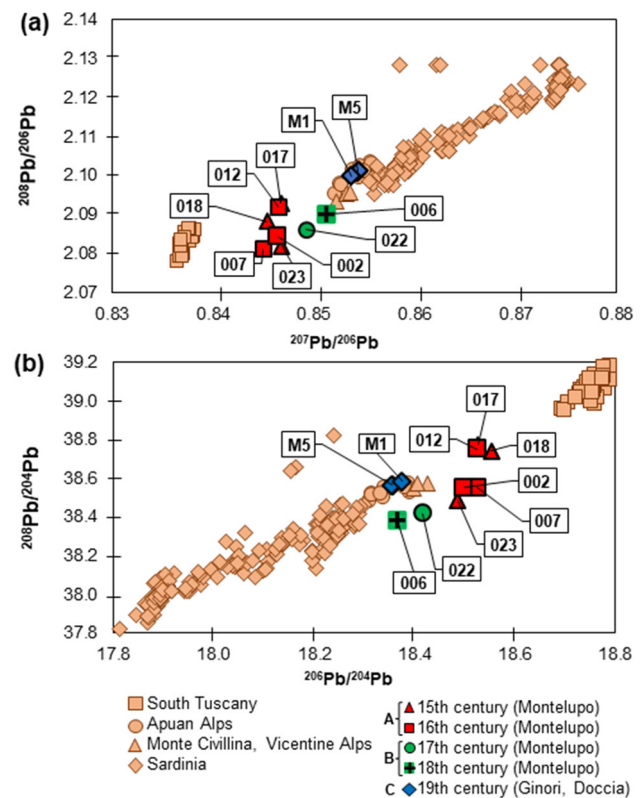 (a)
2.14
2.13
2.12
2.11
2.10
2.09
2.08
2.07
²⁰⁸Pb/²⁰⁶Pb
M5
M1
017
012
018
006
022
007
002
023
0.83 0.84 0.85 0.86 0.87 0.88
²⁰⁷Pb/²⁰⁶Pb
(b)
39.2
39.0
38.8
38.6
38.4
38.2
38.0
37.8
²⁰⁸Pb/²⁰⁴Pb
017
M1
M5
012
018
002
007
023
006
022
17.8 18.0 18.2 18.4 18.6 18.8
²⁰⁶Pb/²⁰⁴Pb
South Tuscany
Apuan Alps
Monte Civillina, Vicentine Alps
Sardinia
A
15th century (Montelupo)
16th century (Montelupo)
B
17th century (Montelupo)
18th century (Montelupo)
C 19th century (Ginori, Doccia)